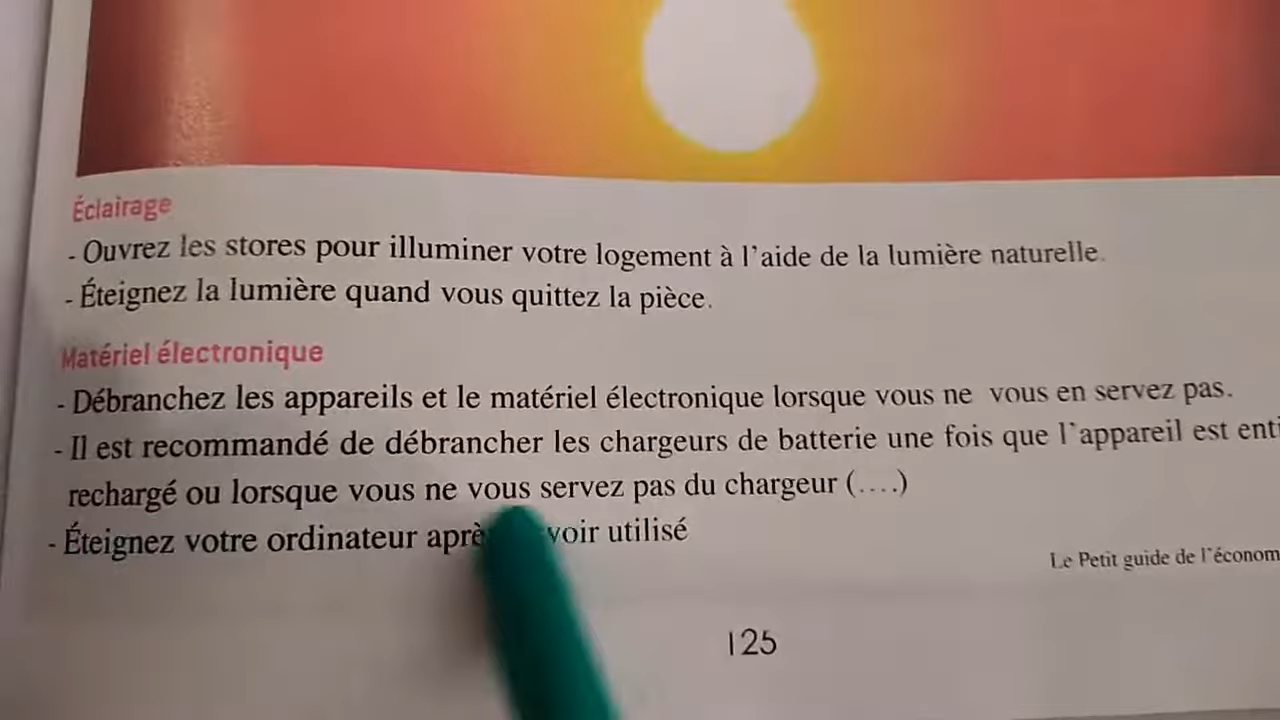 Éclairage
- Ouvrez les stores pour illuminer votre logement à l'aide de la lumière naturelle.
- Éteignez la lumière quand vous quittez la pièce.
Matériel électronique
- Débranchez les appareils et le matériel électronique lorsque vous ne vous en servez pas.
- Il est recommandé de débrancher les chargeurs de batterie une fois que l'appareil est
rechargé ou lorsque vous ne vous servez pas du chargeur (....)
- Éteignez votre ordinateur utilisé
Le Petit guide de
125